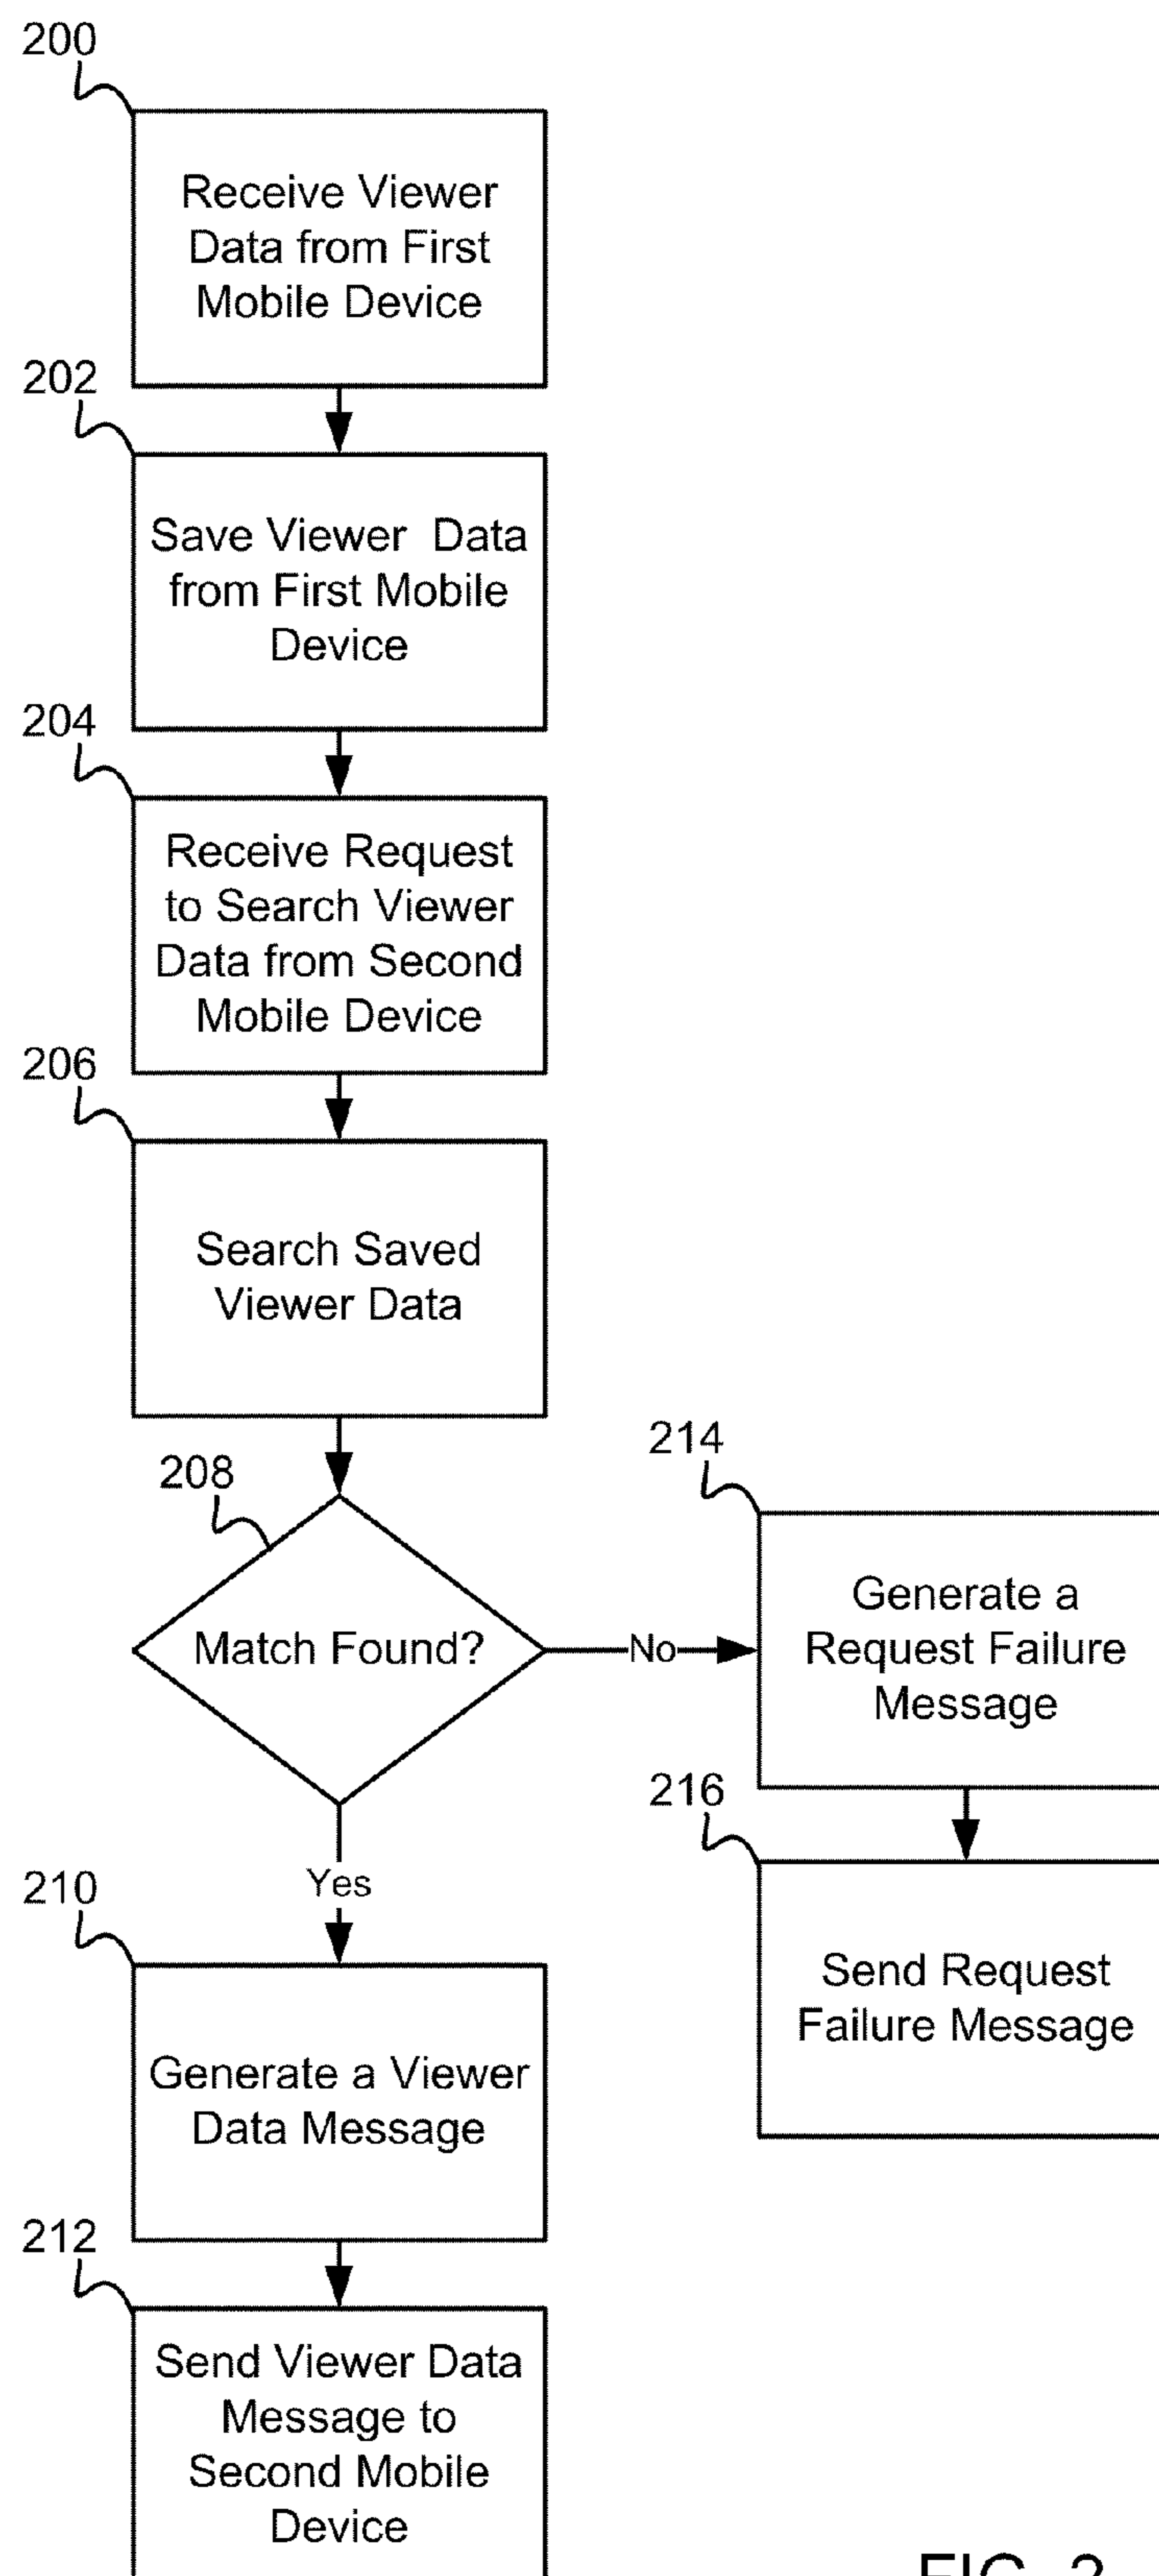 200
Receive Viewer
Data from First
Mobile Device
202
Save Viewer Data
from First Mobile
Device
204
Receive Request
to Search Viewer
Data from Second
Mobile Device
206
Search Saved
Viewer Data
208
Match Found?
No
214
Generate a
Request Failure
Message
216
Send Request
Failure Message
Yes
210
Generate a Viewer
Data Message
212
Send Viewer Data
Message to
Second Mobile
Device
FIG. 2